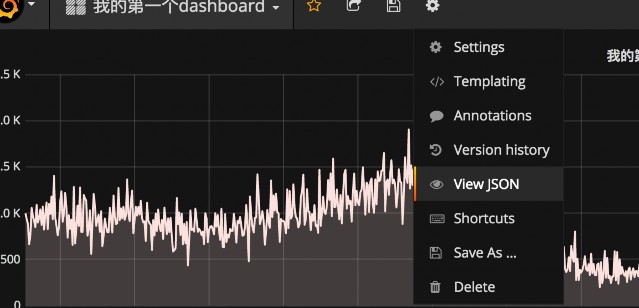 我的第一个dashboard
Settings
我的第
.5 K
Templating
.0 K
Annotations
Version history
.5 K
View JSON
.0 K
Shortcuts
500
Save As ...
Delete
0